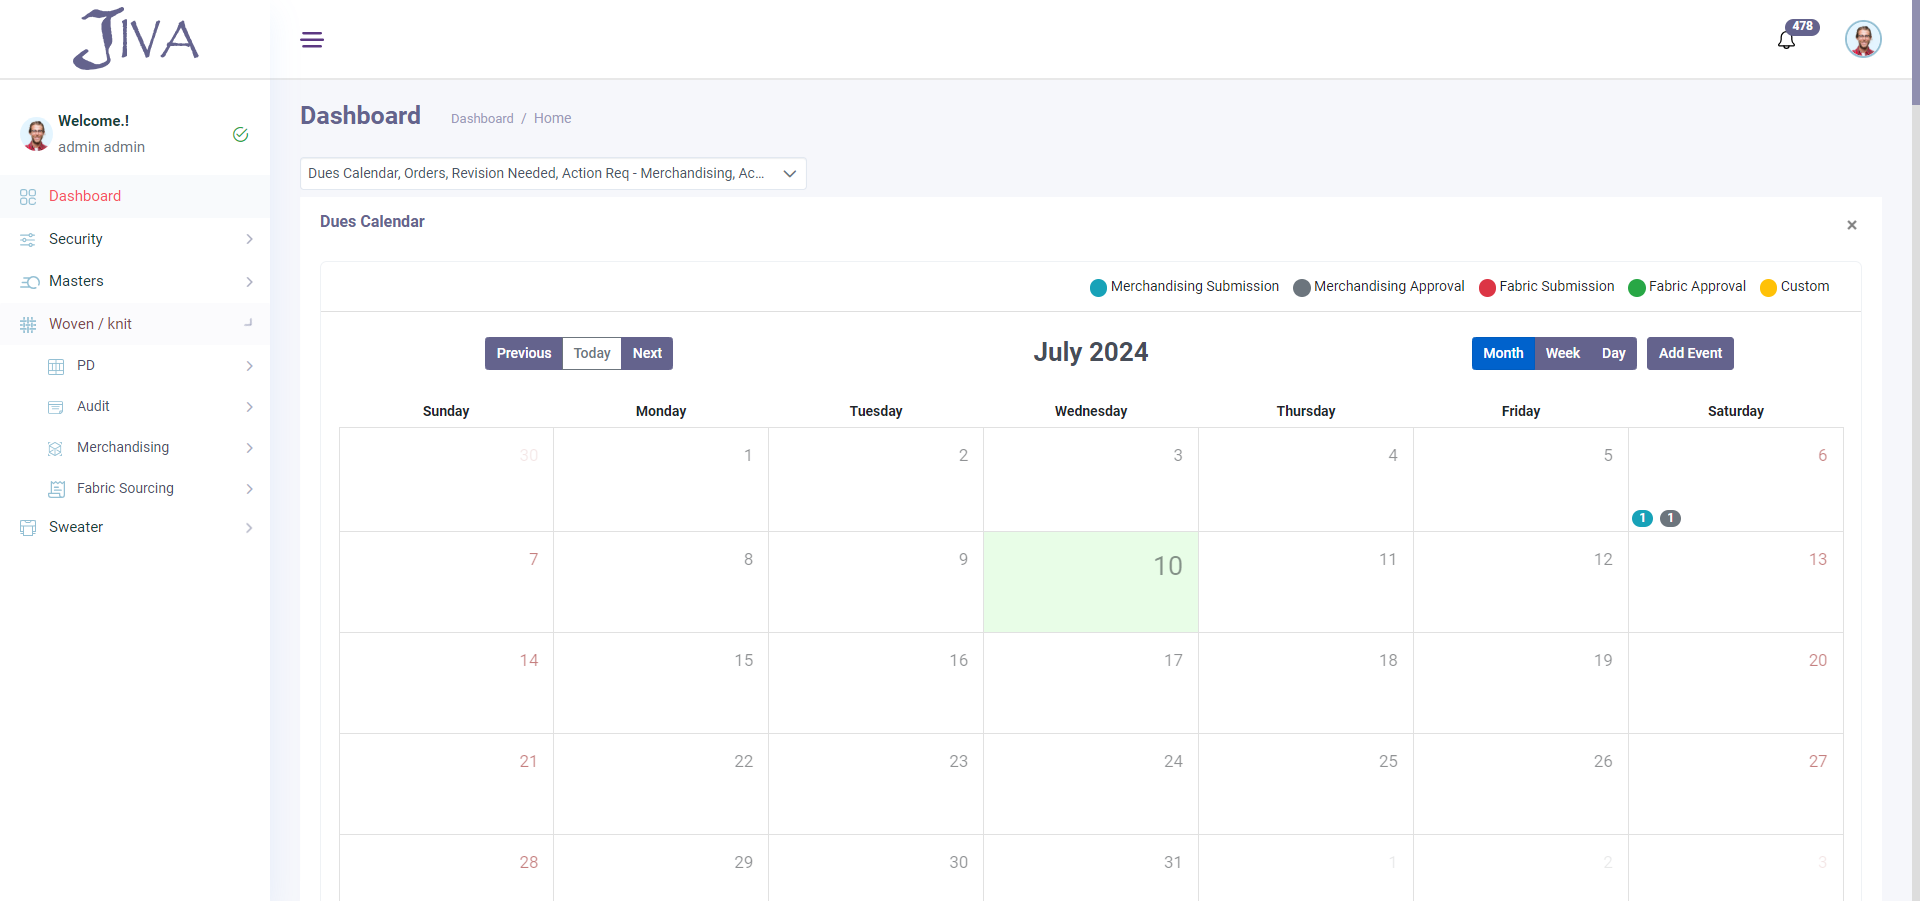 JIVA
478
Welcome.!
admin admin
Dashboard
Security
Masters
Woven / knit
PD
Audit
Merchandising
Fabric Sourcing
Sweater
Dashboard
Dashboard / Home
Dues Calendar, Orders, Revision Needed, Action Req - Merchandising, Ac...
Dues Calendar
×
Merchandising Submission Merchandising Approval Fabric Submission Fabric Approval Custom
Previous Today Next
July 2024
Month Week Day Add Event
Sunday Monday Tuesday Wednesday Thursday Friday Saturday
30 1 2 3 4 5 6
1 1
7 8 9 10 11 12 13
14 15 16 17 18 19 20
21 22 23 24 25 26 27
28 29 30 31 1 2 3